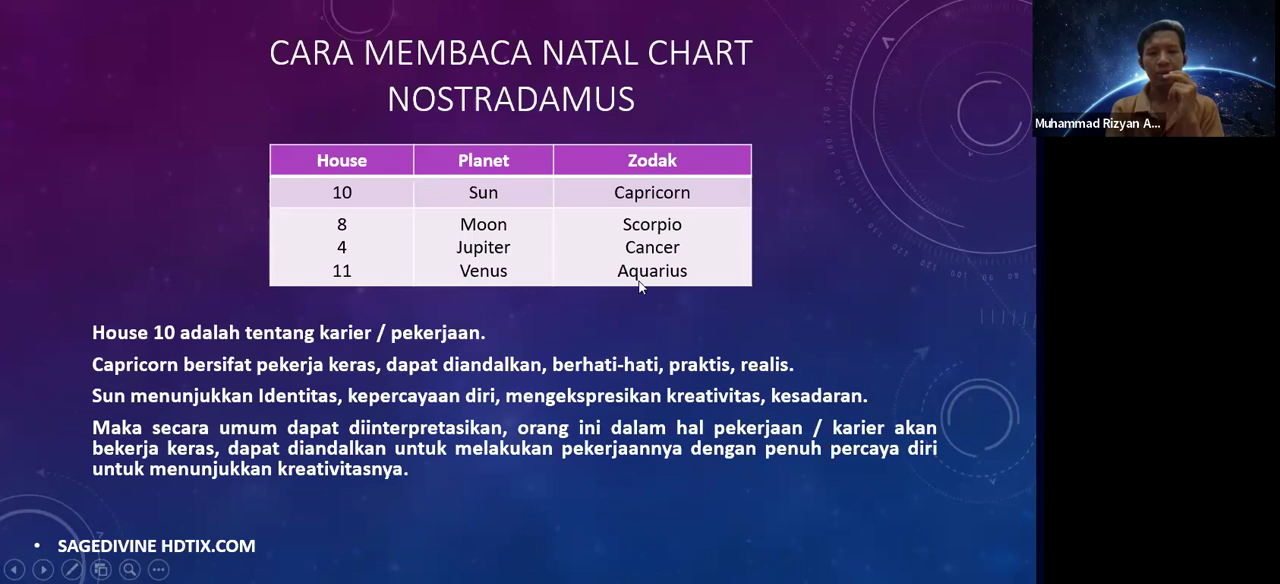 CARA MEMBACA NATAL CHART
NOSTRADAMUS
House Planet Zodak
10 Sun Capricorn
8 Moon Scorpio
4 Jupiter Cancer
11 Venus Aquarius
House 10 adalah tentang karier / pekerjaan.
Capricorn bersifat pekerja keras, dapat diandalkan, berhati-hati, praktis, realis.
Sun menunjukkan Identitas, kepercayaan diri, mengekspresikan kreativitas, kesadaran.
Maka secara umum dapat diinterpretasikan, orang ini dalam hal pekerjaan / karier akan
bekerja keras, dapat diandalkan untuk melakukan pekerjaannya dengan penuh percaya diri
untuk menunjukkan kreativitasnya.
• SAGEDIVINE HDTIX.COM
Muhammad Rizyan A...